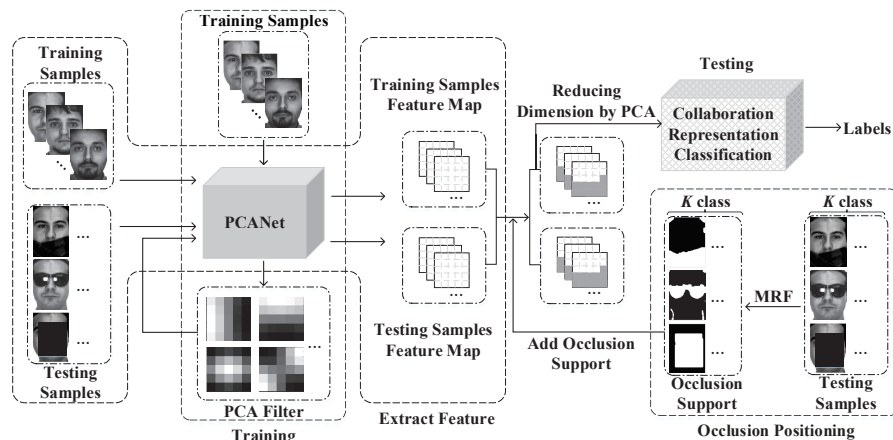 Training Samples
Training
Samples
Training Samples
Feature Map
Reducing
Dimension by PCA
Testing
Collaboration
Representation
Classification
Labels
PCANet
...
...
...
Testing
Samples
PCA Filter
Training
...
Testing Samples
Feature Map
Extract Feature
Add Occlusion
Support
K class
K class
MRF
...
...
...
...
...
...
Occlusion
Support
Testing
Samples
Occlusion Positioning